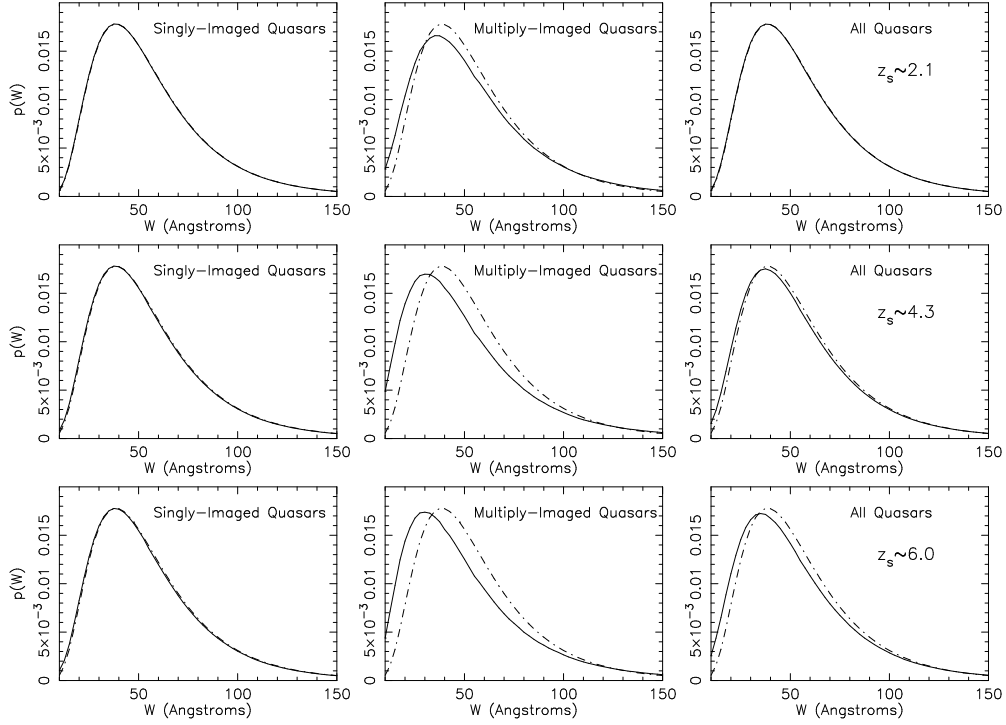 Singly-Imaged Quasars
Multiply-Imaged Quasars
All Quasars
z_s~2.1
p(W)
0 5×10⁻³ 0.01 0.015
50 100 150
50 100 150
50 100 150
W (Angstroms)
W (Angstroms)
W (Angstroms)
0 5×10⁻³ 0.01 0.015
0 5×10⁻³ 0.01 0.015
Singly-Imaged Quasars
Multiply-Imaged Quasars
All Quasars
z_s~4.3
p(W)
0 5×10⁻³ 0.01 0.015
0 5×10⁻³ 0.01 0.015
0 5×10⁻³ 0.01 0.015
50 100 150
50 100 150
50 100 150
W (Angstroms)
W (Angstroms)
W (Angstroms)
Singly-Imaged Quasars
Multiply-Imaged Quasars
All Quasars
z_s~6.0
p(W)
0 5×10⁻³ 0.01 0.015
0 5×10⁻³ 0.01 0.015
0 5×10⁻³ 0.01 0.015
50 100 150
50 100 150
50 100 150
W (Angstroms)
W (Angstroms)
W (Angstroms)